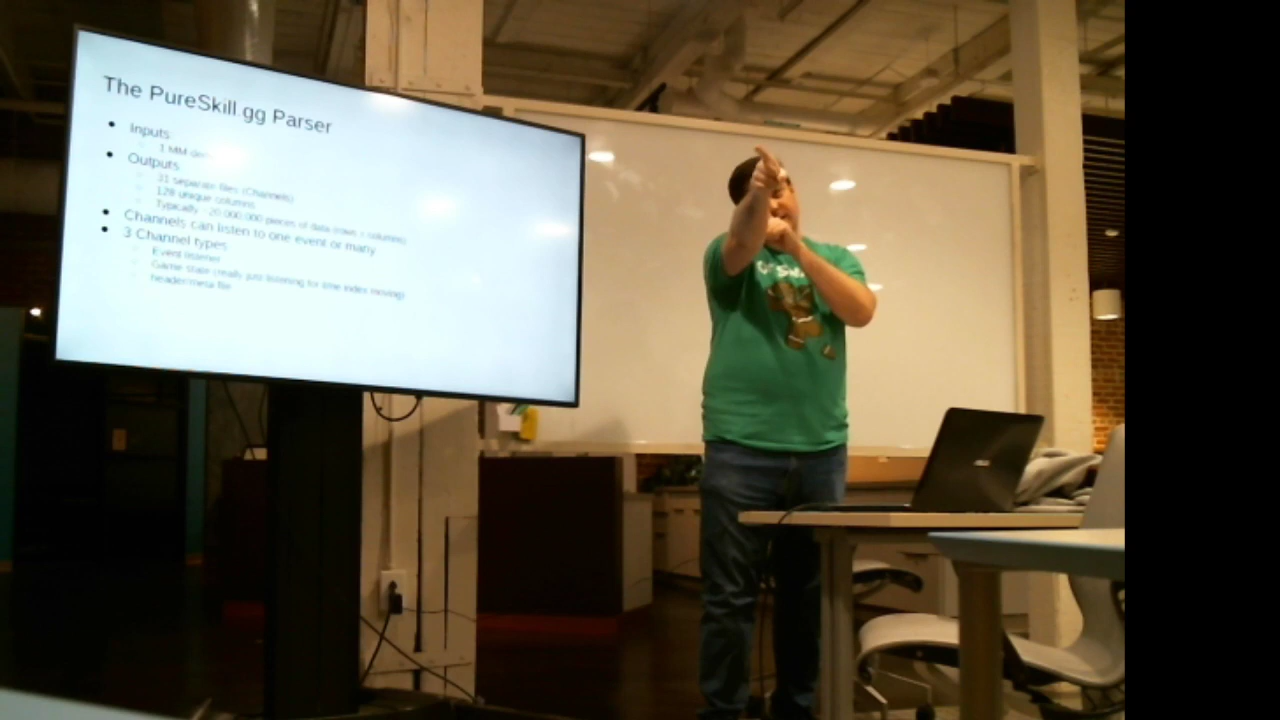 The PureSkill.gg Parser
Inputs
1 MM
Outputs
31 separate files (Channels)
128 unique columns
Typically ~20,000,000 pieces of data (rows x columns)
Channels can listen to one event or many
3 Channel types
Event listener
Game state (really just listening for time index moving)
header/meta file